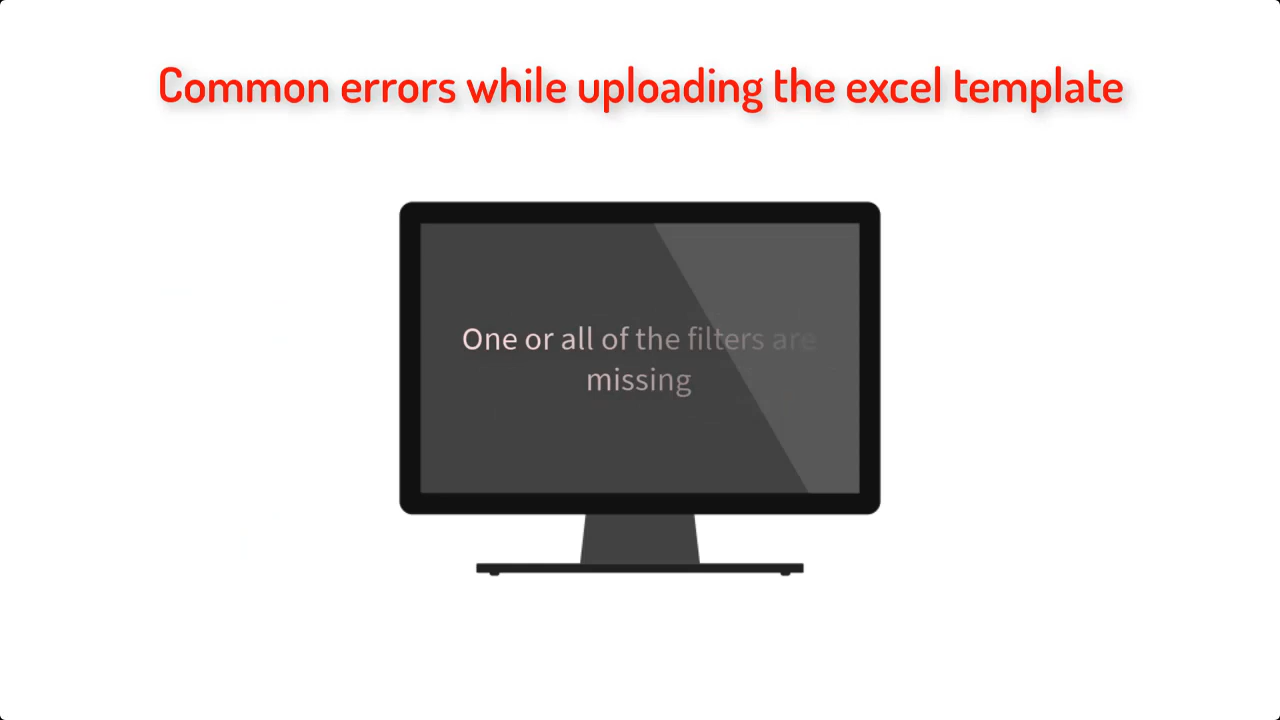 Common errors while uploading the excel template
One or all of the filters are
missing